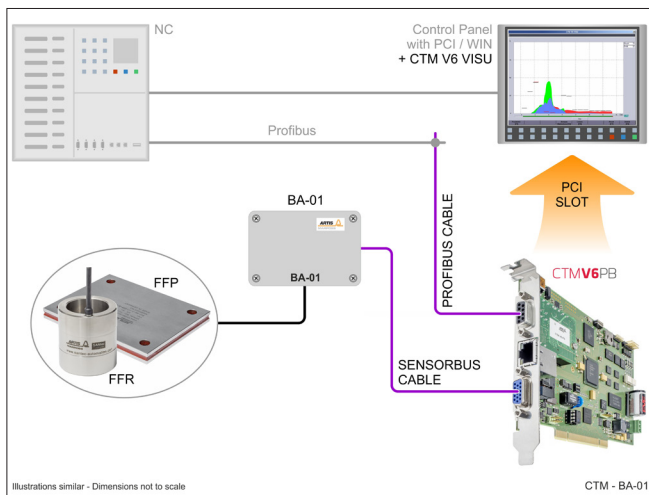 NC
Control Panel
with PCI / WIN
+ CTM V6 VISU
Profibus
BA-01
ARTIS
BA-01
PROFIBUS CABLE
PCI
SLOT
CTMV6PB
FFP
FFR
SENSORBUS
CABLE
Illustrations similar - Dimensions not to scale
CTM - BA-01